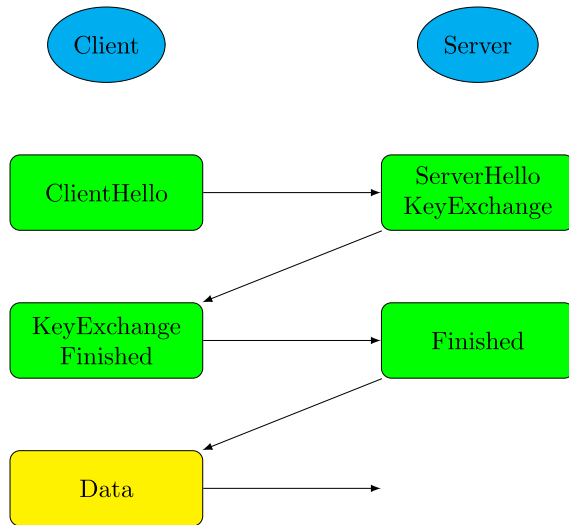 Client
Server
ClientHello
ServerHello
KeyExchange
KeyExchange
Finished
Finished
Data